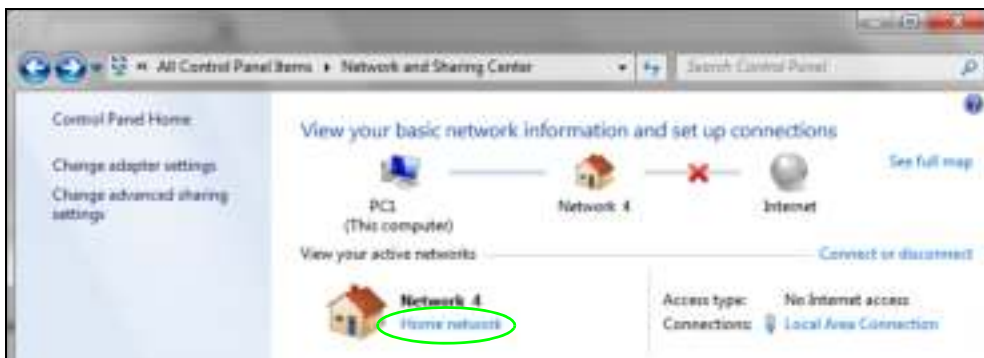 « All Control Panel Items ▸ Network and Sharing Center
Search Control Panel
Control Panel Home
Change adapter settings
Change advanced sharing
settings
View your basic network information and set up connections
See full map
PC1
(This computer)
Network 4
Internet
View your active networks
Connect or disconnect
Network 4
Home network
Access type: No Internet access
Connections: Local Area Connection